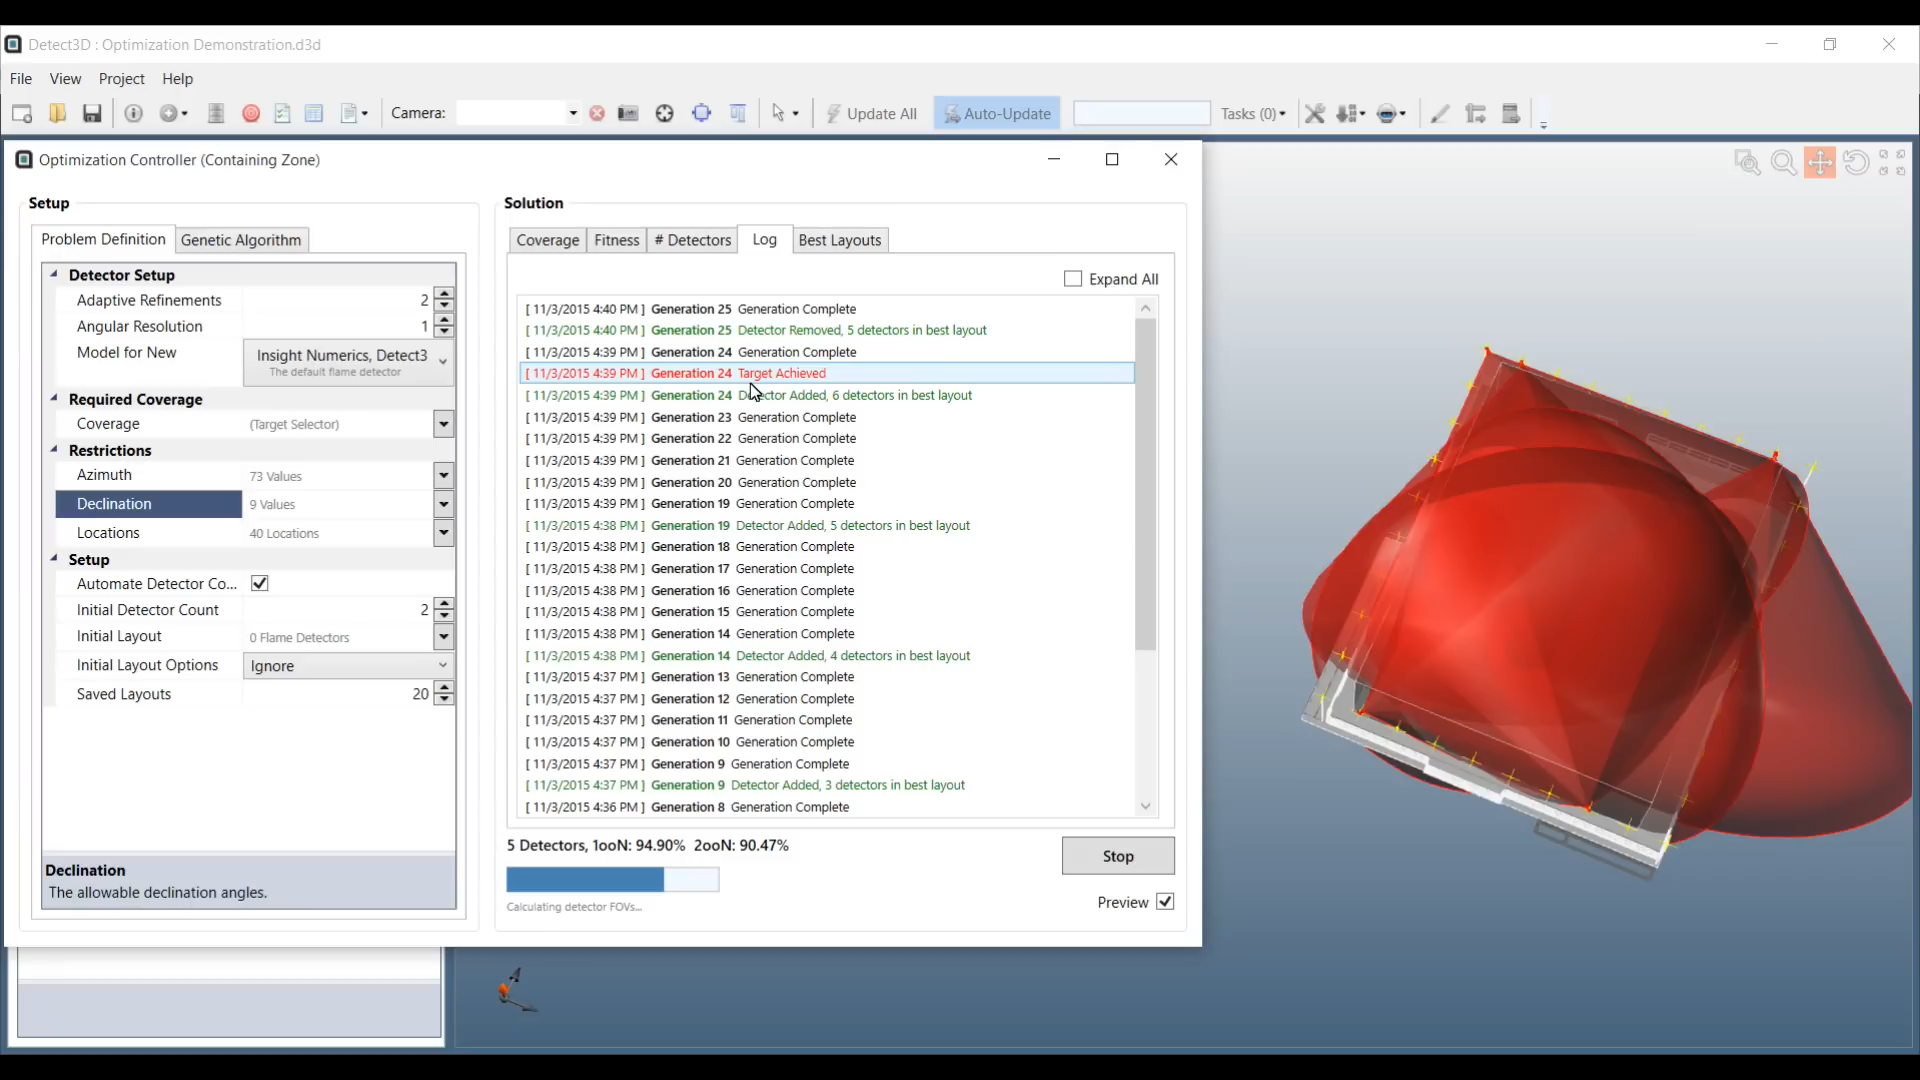 Detect3D : Optimization Demonstration.d3d
File View Project Help
Camera: Update All Auto-Update Tasks (0)
Optimization Controller (Containing Zone)
Setup
Problem Definition Genetic Algorithm
Detector Setup
Adaptive Refinements 2
Angular Resolution 1
Model for New Insight Numerics, Detect3
The default flame detector
Required Coverage
Coverage (Target Selector)
Restrictions
Azimuth 73 Values
Declination 9 Values
Locations 40 Locations
Setup
Automate Detector Co...
Initial Detector Count 2
Initial Layout 0 Flame Detectors
Initial Layout Options Ignore
Saved Layouts 20
Declination
The allowable declination angles.
Solution
Coverage Fitness # Detectors Log Best Layouts
Expand All
[ 11/3/2015 4:40 PM ] Generation 25 Generation Complete
[ 11/3/2015 4:40 PM ] Generation 25 Detector Removed, 5 detectors in best layout
[ 11/3/2015 4:39 PM ] Generation 24 Generation Complete
[ 11/3/2015 4:39 PM ] Generation 24 Target Achieved
[ 11/3/2015 4:39 PM ] Generation 24 Detector Added, 6 detectors in best layout
[ 11/3/2015 4:39 PM ] Generation 23 Generation Complete
[ 11/3/2015 4:39 PM ] Generation 22 Generation Complete
[ 11/3/2015 4:39 PM ] Generation 21 Generation Complete
[ 11/3/2015 4:39 PM ] Generation 20 Generation Complete
[ 11/3/2015 4:39 PM ] Generation 19 Generation Complete
[ 11/3/2015 4:38 PM ] Generation 19 Detector Added, 5 detectors in best layout
[ 11/3/2015 4:38 PM ] Generation 18 Generation Complete
[ 11/3/2015 4:38 PM ] Generation 17 Generation Complete
[ 11/3/2015 4:38 PM ] Generation 16 Generation Complete
[ 11/3/2015 4:38 PM ] Generation 15 Generation Complete
[ 11/3/2015 4:38 PM ] Generation 14 Generation Complete
[ 11/3/2015 4:38 PM ] Generation 14 Detector Added, 4 detectors in best layout
[ 11/3/2015 4:37 PM ] Generation 13 Generation Complete
[ 11/3/2015 4:37 PM ] Generation 12 Generation Complete
[ 11/3/2015 4:37 PM ] Generation 11 Generation Complete
[ 11/3/2015 4:37 PM ] Generation 10 Generation Complete
[ 11/3/2015 4:37 PM ] Generation 9 Generation Complete
[ 11/3/2015 4:37 PM ] Generation 9 Detector Added, 3 detectors in best layout
[ 11/3/2015 4:36 PM ] Generation 8 Generation Complete
5 Detectors, 1ooN: 94.90% 2ooN: 90.47%
Stop
Calculating detector FOVs...
Preview